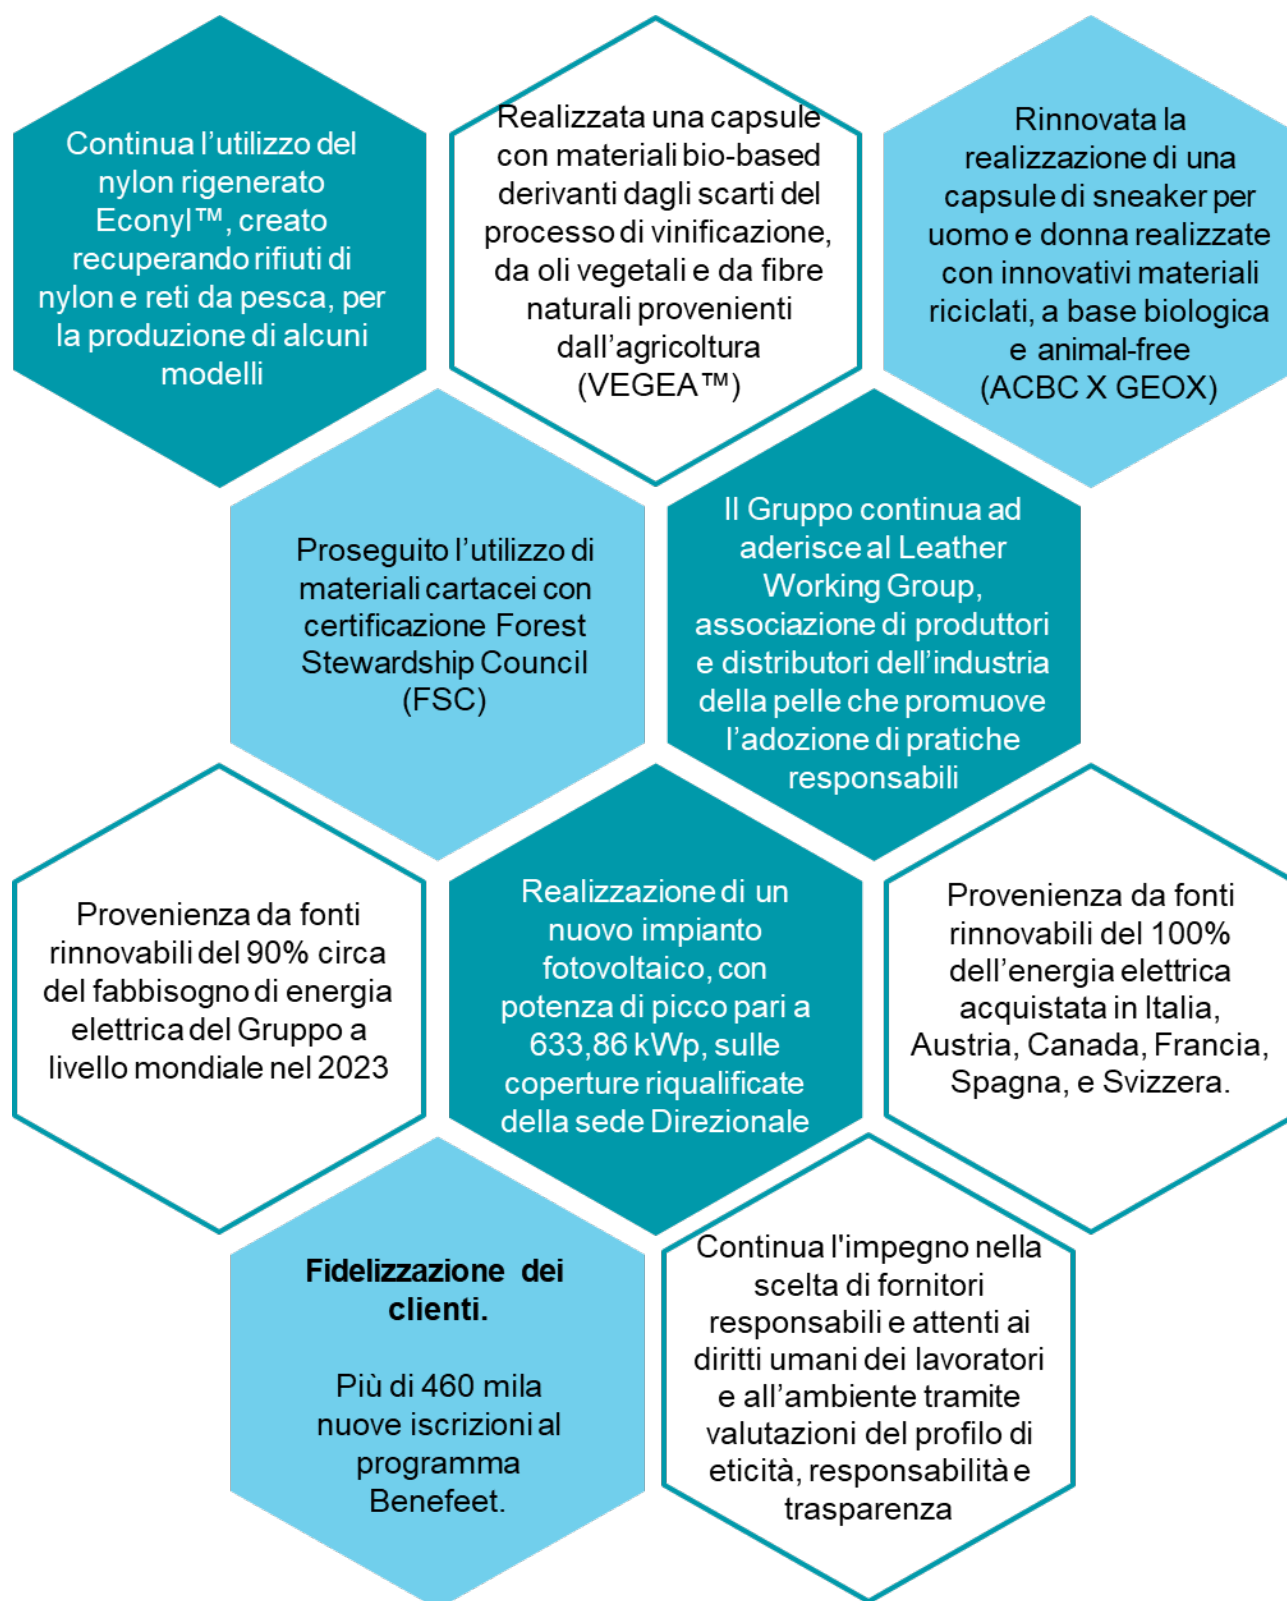 Continua l’utilizzo del
nylon rigenerato
Econyl™, creato
recuperando rifiuti di
nylon e reti da pesca, per
la produzione di alcuni
modelli
Realizzata una capsule
con materiali bio-based
derivanti dagli scarti del
processo di vinificazione,
da oli vegetali e da fibre
naturali provenienti
dall’agricoltura
(VEGEA™)
Rinnovata la
realizzazione di una
capsule di sneaker per
uomo e donna realizzate
con innovativi materiali
riciclati, a base biologica
e animal-free
(ACBC X GEOX)
Proseguito l’utilizzo di
materiali cartacei con
certificazione Forest
Stewardship Council
(FSC)
Il Gruppo continua ad
aderisce al Leather
Working Group,
associazione di produttori
e distributori dell’industria
della pelle che promuove
l’adozione di pratiche
responsabili
Provenienza da fonti
rinnovabili del 90% circa
del fabbisogno di energia
elettrica del Gruppo a
livello mondiale nel 2023
Realizzazione di un
nuovo impianto
fotovoltaico, con
potenza di picco pari a
633,86 kWp, sulle
coperture riqualificate
della sede Direzionale
Provenienza da fonti
rinnovabili del 100%
dell’energia elettrica
acquistata in Italia,
Austria, Canada, Francia,
Spagna, e Svizzera.
Fidelizzazione dei
clienti.
Più di 460 mila
nuove iscrizioni al
programma
Benefeet.
Continua l'impegno nella
scelta di fornitori
responsabili e attenti ai
diritti umani dei lavoratori
e all’ambiente tramite
valutazioni del profilo di
eticità, responsabilità e
trasparenza